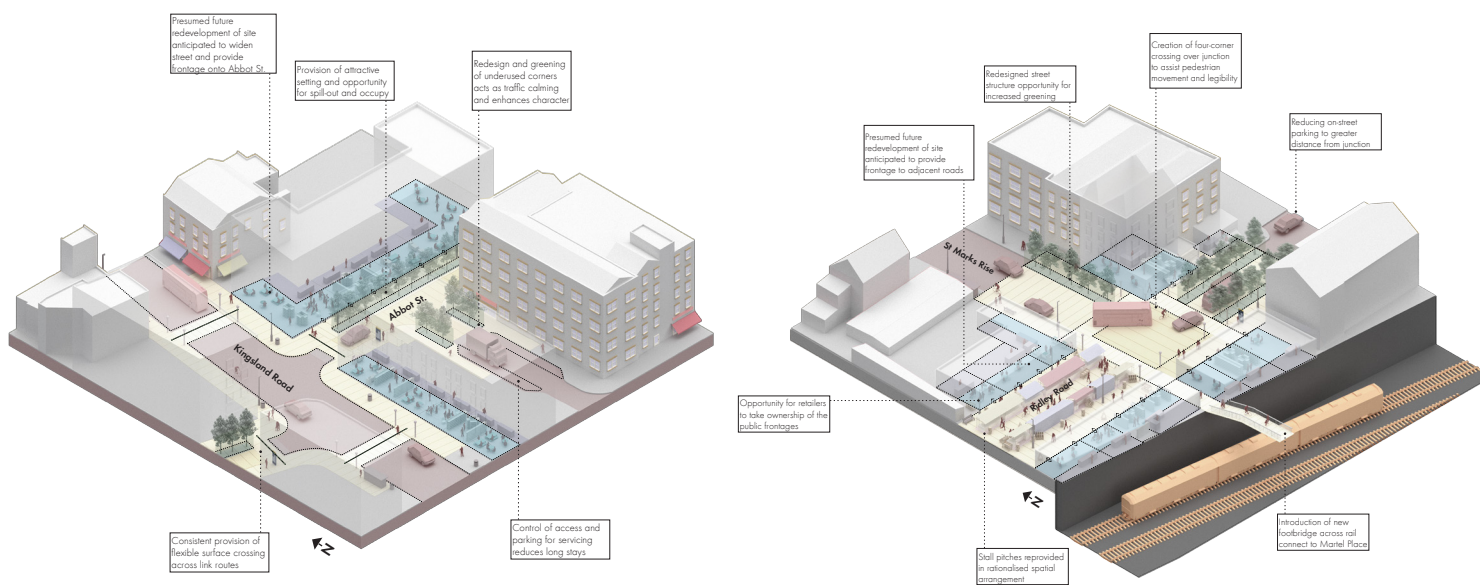 Presumed future
redevelopment of site
anticipated to widen
street and provide
frontage onto Abbot St.
Provision of attractive
setting and opportunity
for spill-out and occupy
Redesign and greening
of underused corners
acts as traffic calming
and enhances character
Abbot St.
Kingsland Road
Consistent provision of
flexible surface crossing
across link routes
Control of access and
parking for servicing
reduces long stays
N
Creation of four-corner
crossing over junction
to assist pedestrian
movement and legibility
Redesigned street
structure opportunity for
increased greening
Reducing on-street
parking to greater
distance from junction
Presumed future
redevelopment of site
anticipated to provide
frontage to adjacent roads
St Marks Rise
Ridley Road
Opportunity for retailers
to take ownership of the
public frontages
N
Stall pitches reprovided
in rationalised spatial
arrangement
Introduction of new
footbridge across rail
connect to Martel Place